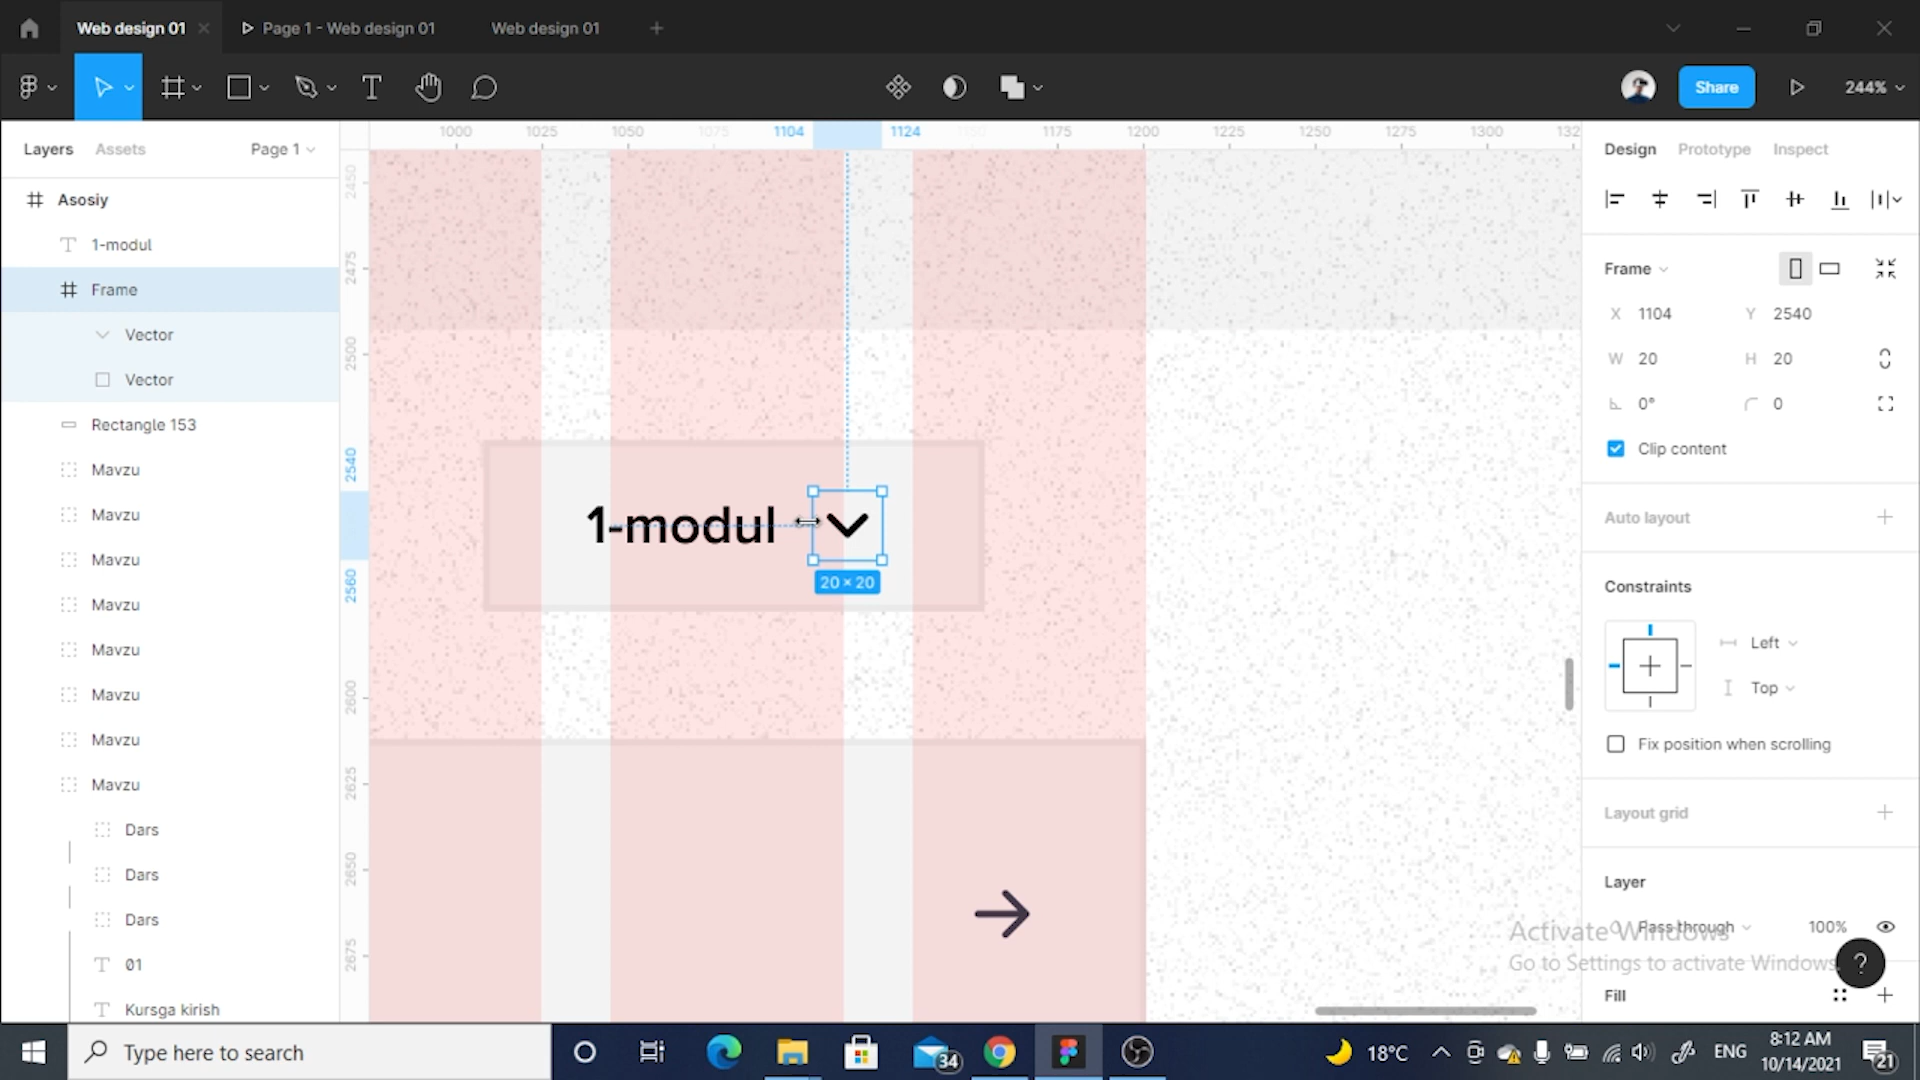 Web design 01
Page 1 - Web design 01
Web design 01
Share
244%
Layers
Assets
Page 1
Asosiy
1-modul
Frame
Vector
Vector
Rectangle 153
Mavzu
Mavzu
Mavzu
Mavzu
Mavzu
Mavzu
Mavzu
Mavzu
Dars
Dars
Dars
01
Kursga kirish
1000
1025
1050
1075
1104
1124
1150
1175
1200
1225
1250
1275
1300
132
2450
2475
2500
2540
2560
2600
2625
2650
2675
1-modul
20 × 20
Design
Prototype
Inspect
Frame
X 1104
Y 2540
W 20
H 20
0°
0
Clip content
Auto layout
Constraints
Left
Top
Fix position when scrolling
Layout grid
Layer
Pass through
100%
Activate Windows
Go to Settings to activate Windows.
?
Fill
Type here to search
34
18°C
ENG
8:12 AM
10/14/2021
21